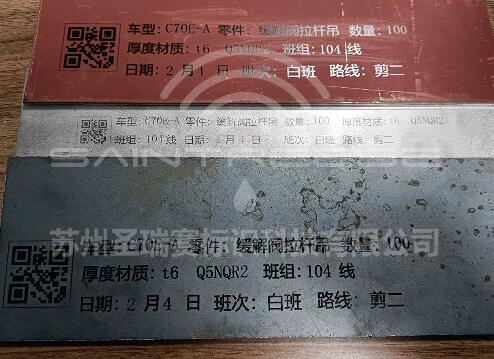 车型: C70E-A 零件: 缓解阀拉杆吊 数量: 100
厚度材质: t6 Q5NQR2 班组: 104 线
日期: 2 月 4 日 班次: 白班 路线: 剪二
车型: C70E-A 零件: 缓解阀拉杆吊 数量: 100 厚度材质: t6 Q5NQR2
班组: 104 线 日期: 2 月 4 日 班次: 白班 路线: 剪二
苏州圣瑞赛标识科技有限公司
车型: C70E-A 零件: 缓解阀拉杆吊 数量: 100
厚度材质: t6 Q5NQR2 班组: 104 线
日期: 2 月 4 日 班次: 白班 路线: 剪二